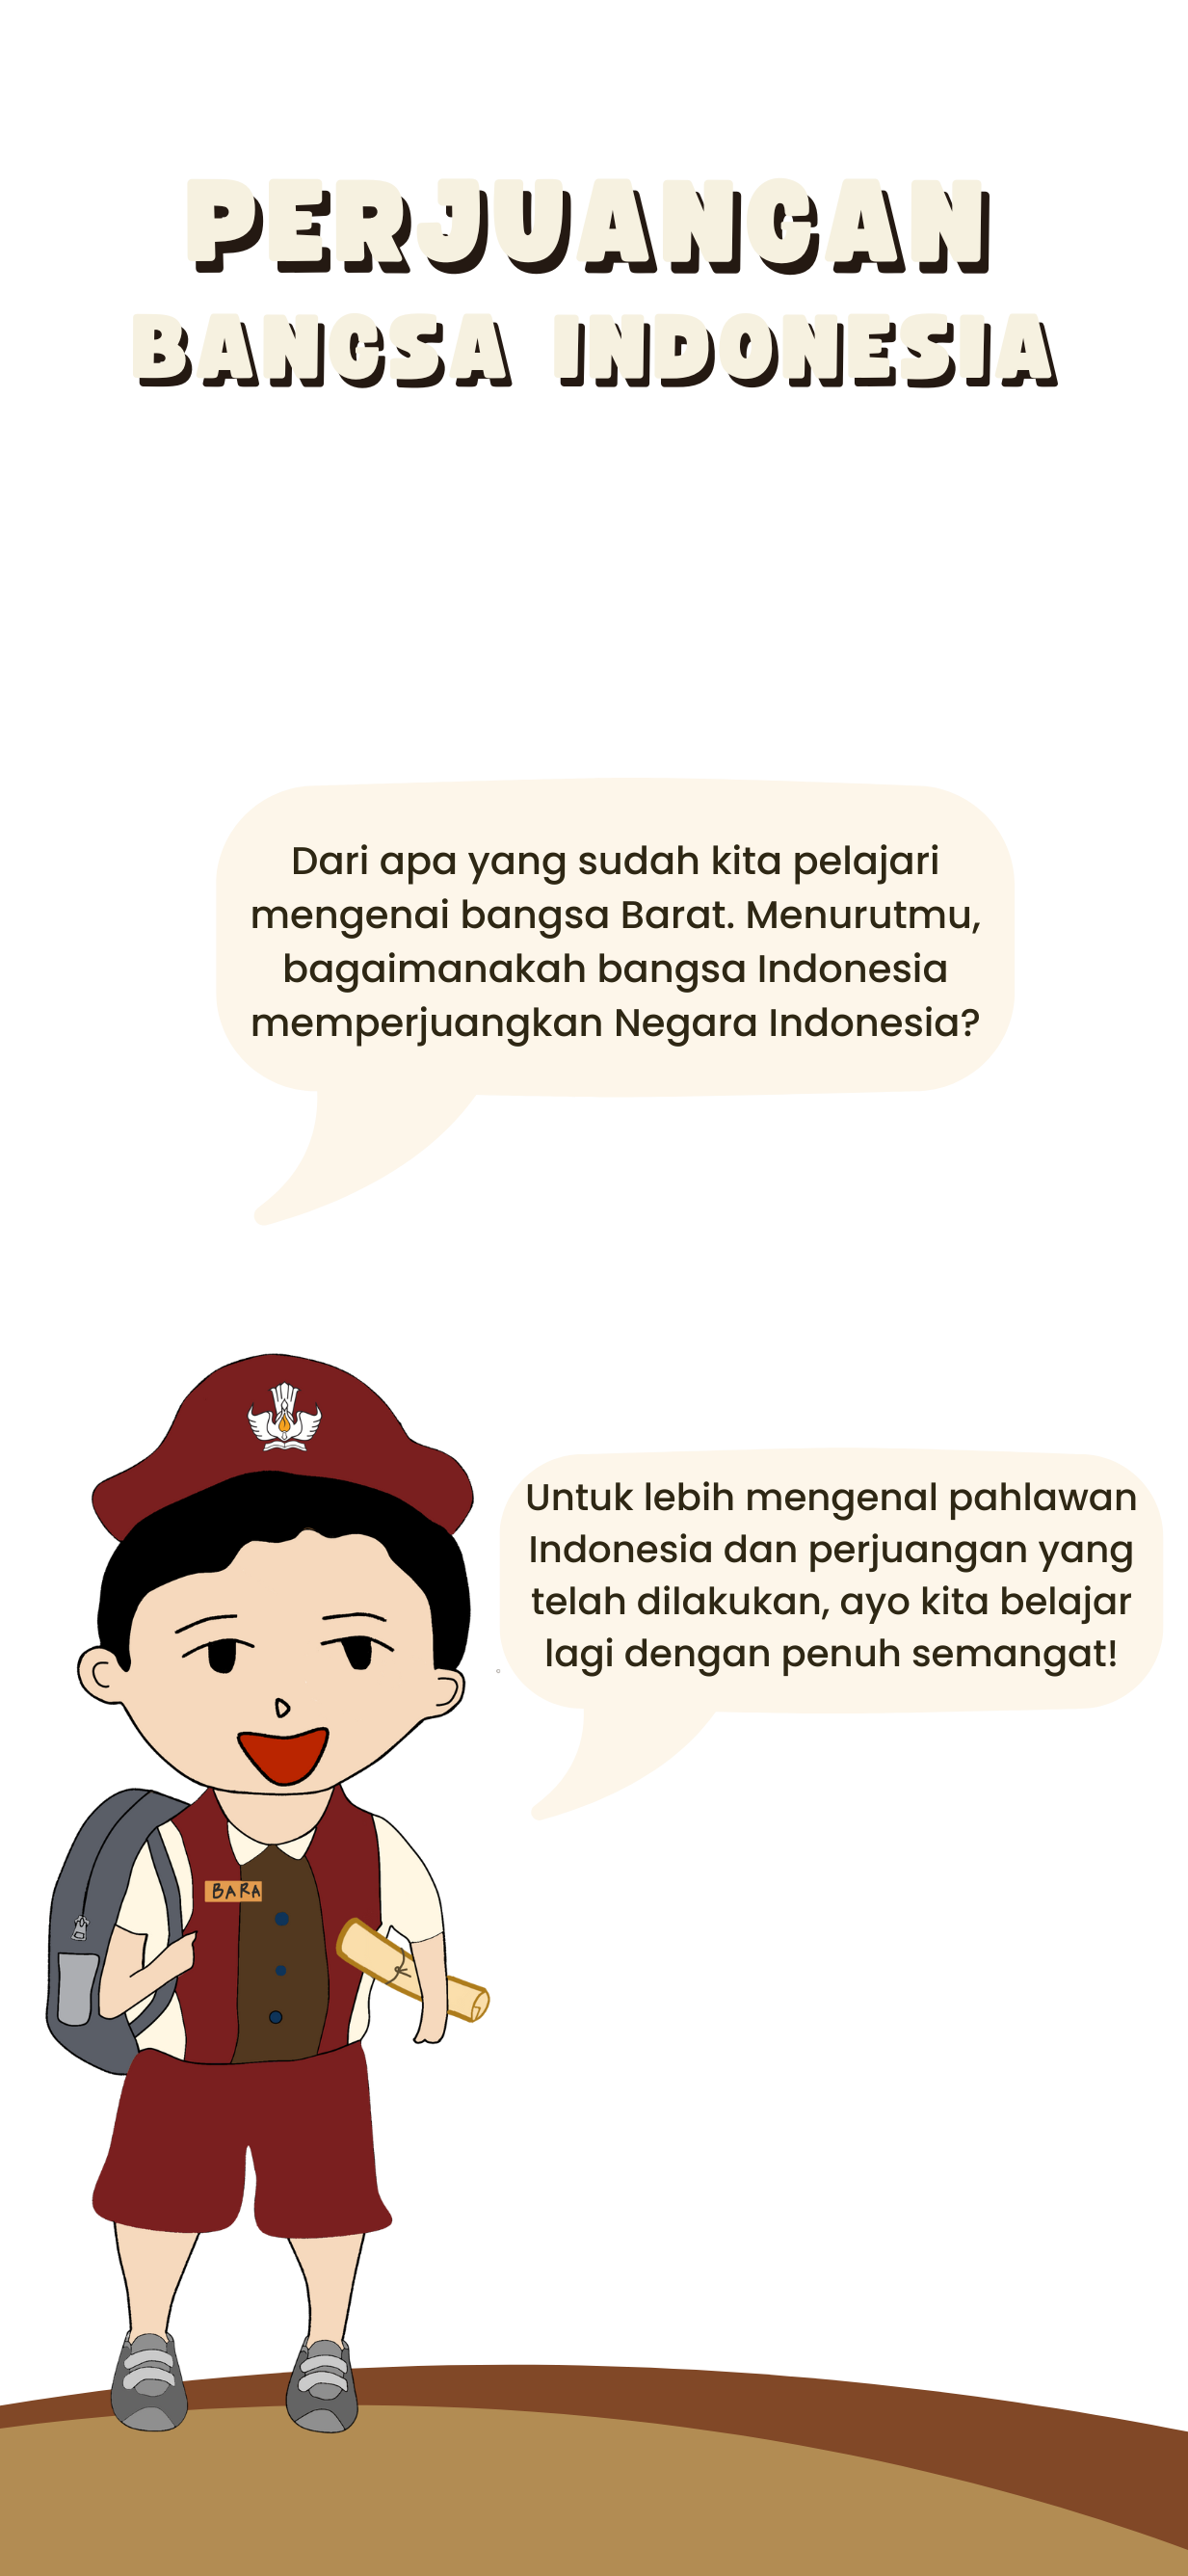 PERJUANGAN
BANGSA INDONESIA
Dari apa yang sudah kita pelajari
mengenai bangsa Barat. Menurutmu,
bagaimanakah bangsa Indonesia
memperjuangkan Negara Indonesia?
Untuk lebih mengenal pahlawan
Indonesia dan perjuangan yang
telah dilakukan, ayo kita belajar
lagi dengan penuh semangat!
BARA